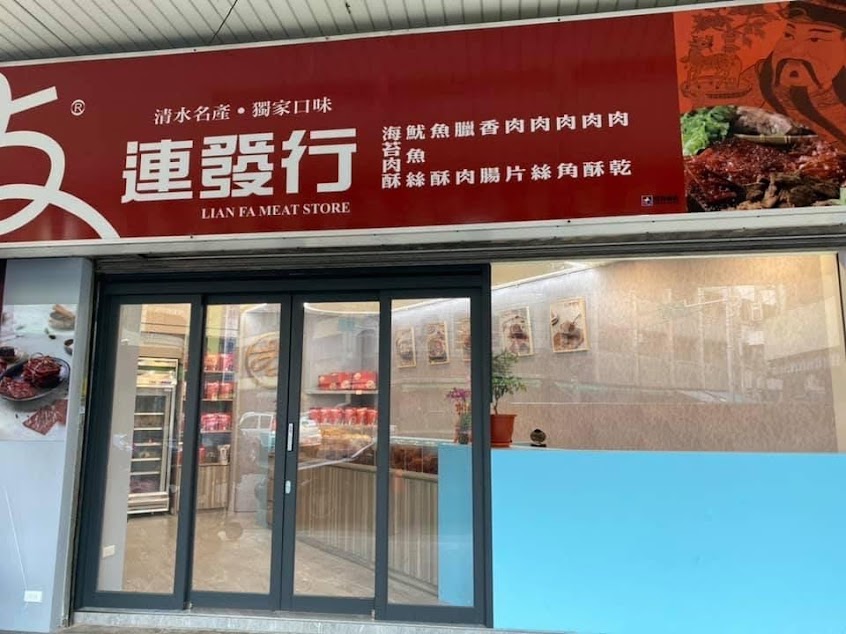 ®
清水名產・獨家口味
連發行
LIAN FA MEAT STORE
肉乾
肉酥
肉角
肉絲
肉片
香腸
臘肉
魚酥
魷魚絲
海苔肉酥